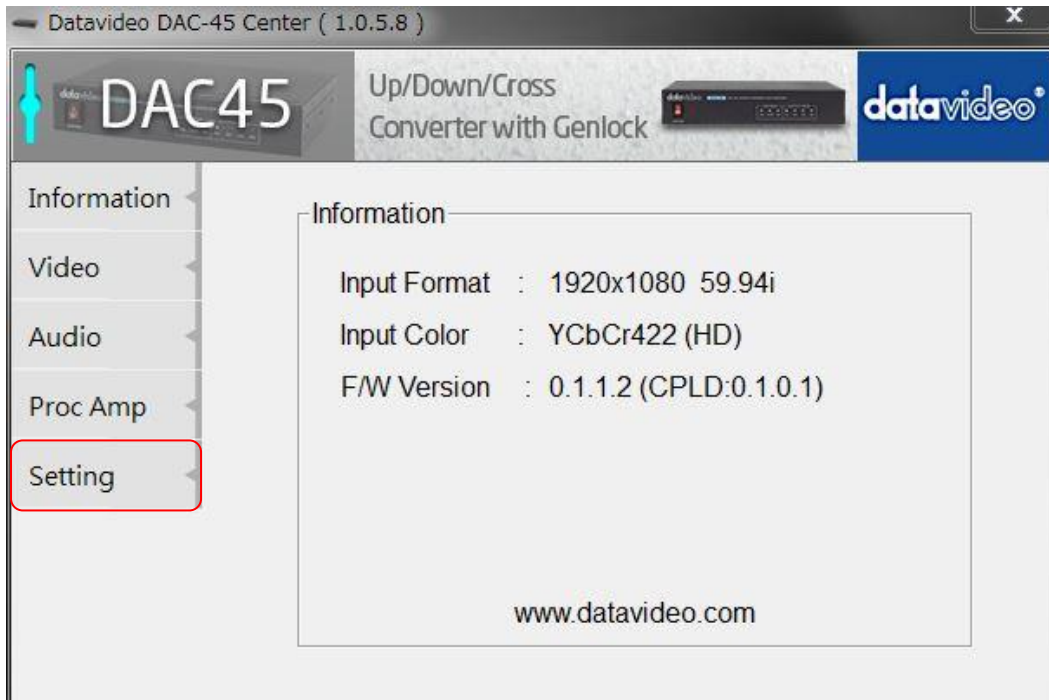 Datavideo DAC-45 Center ( 1.0.5.8 )
x
DAC45
Up/Down/Cross
Converter with Genlock
datavideo
Information
Video
Audio
Proc Amp
Setting
Information
Input Format : 1920x1080 59.94i
Input Color : YCbCr422 (HD)
F/W Version : 0.1.1.2 (CPLD:0.1.0.1)
www.datavideo.com